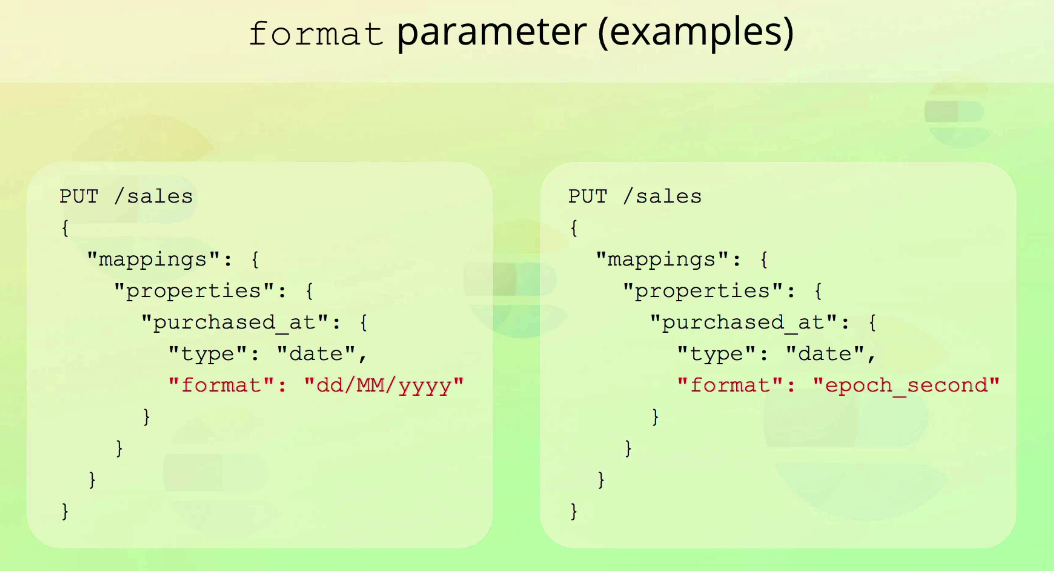 format parameter (examples)
PUT /sales
{
  "mappings": {
    "properties": {
      "purchased_at": {
        "type": "date",
        "format": "dd/MM/yyyy"
      }
    }
  }
}
PUT /sales
{
  "mappings": {
    "properties": {
      "purchased_at": {
        "type": "date",
        "format": "epoch_second"
      }
    }
  }
}